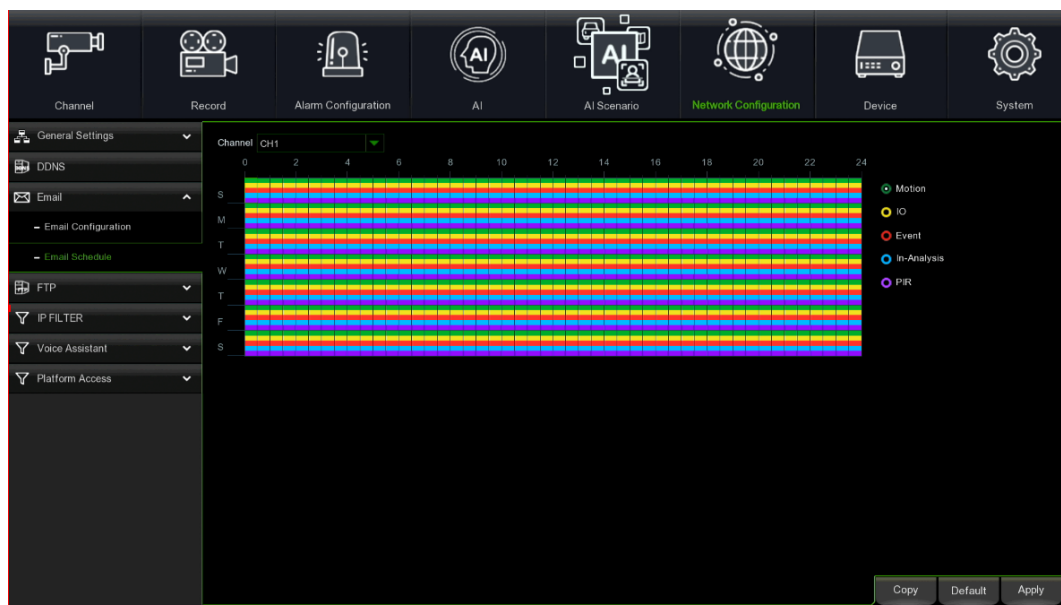 AI
AI
Channel
Record
Alarm Configuration
AI
AI Scenario
Network Configuration
Device
System
General Settings
DDNS
Email
Email Configuration
Email Schedule
FTP
IP FILTER
Voice Assistant
Platform Access
Channel CH1
0 2 4 6 8 10 12 14 16 18 20 22 24
S
M
T
W
T
F
S
Motion
IO
Event
In-Analysis
PIR
Copy
Default
Apply